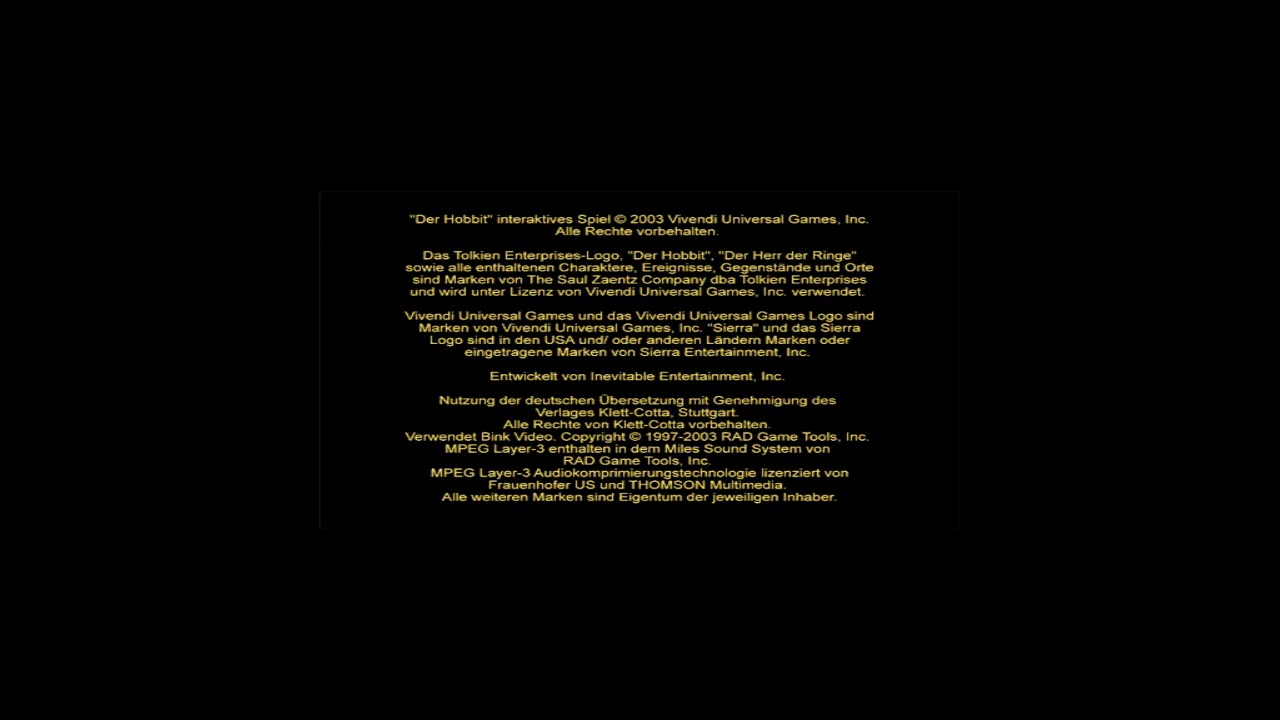 "Der Hobbit" interaktives Spiel © 2003 Vivendi Universal Games, Inc.
Alle Rechte vorbehalten.
Das Tolkien Enterprises-Logo, "Der Hobbit", "Der Herr der Ringe"
sowie alle enthaltenen Charaktere, Ereignisse, Gegenstände und Orte
sind Marken von The Saul Zaentz Company dba Tolkien Enterprises
und wird unter Lizenz von Vivendi Universal Games, Inc. verwendet.
Vivendi Universal Games und das Vivendi Universal Games Logo sind
Marken von Vivendi Universal Games, Inc. "Sierra" und das Sierra
Logo sind in den USA und/ oder anderen Ländern Marken oder
eingetragene Marken von Sierra Entertainment, Inc.
Entwickelt von Inevitable Entertainment, Inc.
Nutzung der deutschen Übersetzung mit Genehmigung des
Verlages Klett-Cotta, Stuttgart.
Alle Rechte von Klett-Cotta vorbehalten.
Verwendet Bink Video. Copyright © 1997-2003 RAD Game Tools, Inc.
MPEG Layer-3 enthalten in dem Miles Sound System von
RAD Game Tools, Inc.
MPEG Layer-3 Audiokomprimierungstechnologie lizenziert von
Frauenhofer US und THOMSON Multimedia.
Alle weiteren Marken sind Eigentum der jeweiligen Inhaber.